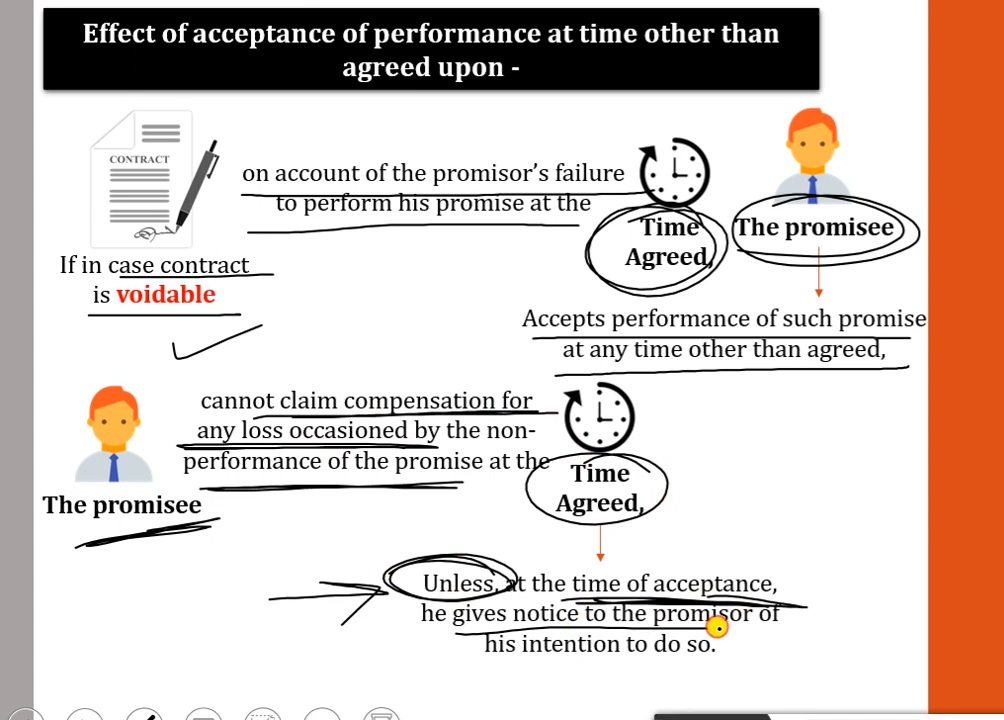 Effect of acceptance of performance at time other than
agreed upon -
CONTRACT
If in case contract
is voidable
on account of the promisor’s failure
to perform his promise at the
Time
Agreed,
The promisee
Accepts performance of such promise
at any time other than agreed,
The promisee
cannot claim compensation for
any loss occasioned by the non-
performance of the promise at the
Time
Agreed,
Unless, at the time of acceptance,
he gives notice to the promisor of
his intention to do so.